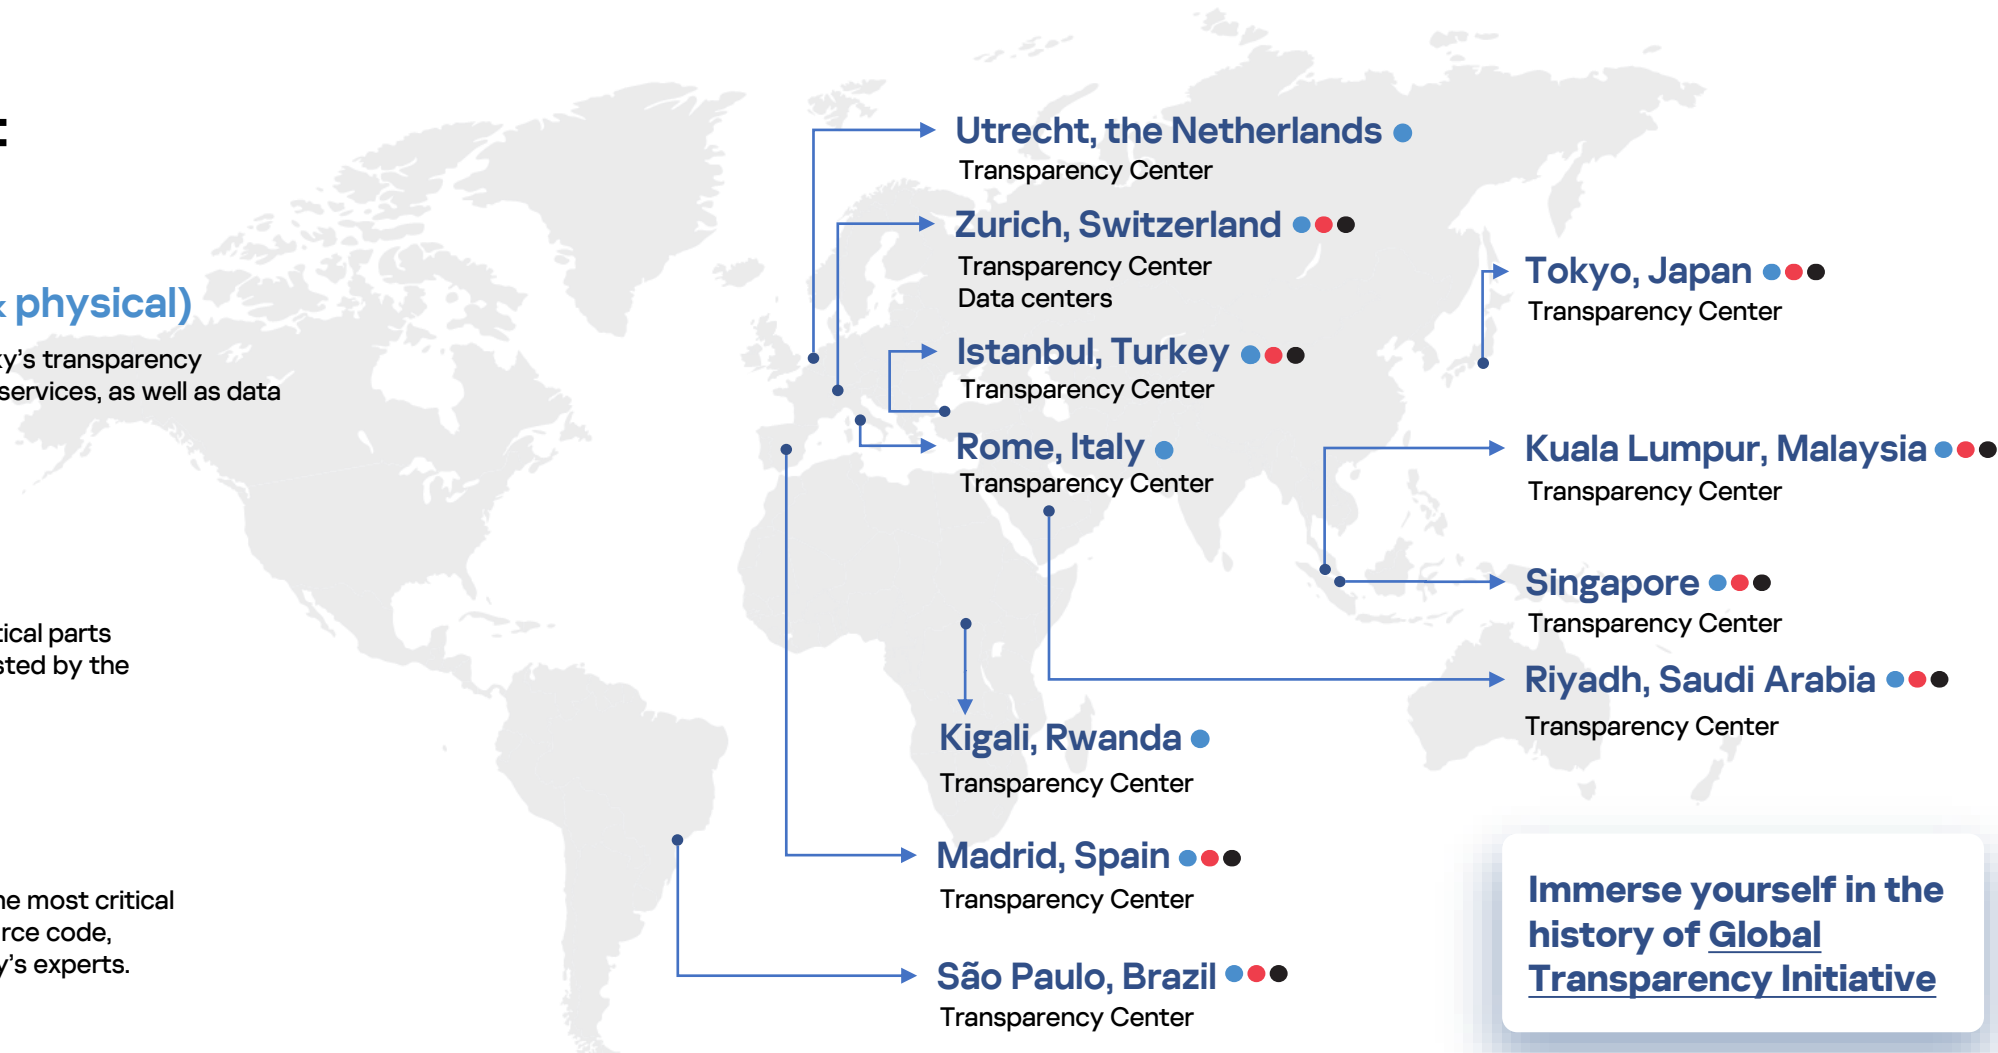 :
& physical)
ky's transparency
services, as well as data
tical parts
sted by the
he most critical
rce code,
y's experts.
Utrecht, the Netherlands
Transparency Center
Zurich, Switzerland
Transparency Center
Data centers
Istanbul, Turkey
Transparency Center
Rome, Italy
Transparency Center
Kigali, Rwanda
Transparency Center
Madrid, Spain
Transparency Center
São Paulo, Brazil
Transparency Center
Tokyo, Japan
Transparency Center
Kuala Lumpur, Malaysia
Transparency Center
Singapore
Transparency Center
Riyadh, Saudi Arabia
Transparency Center
Immerse yourself in the
history of Global
Transparency Initiative